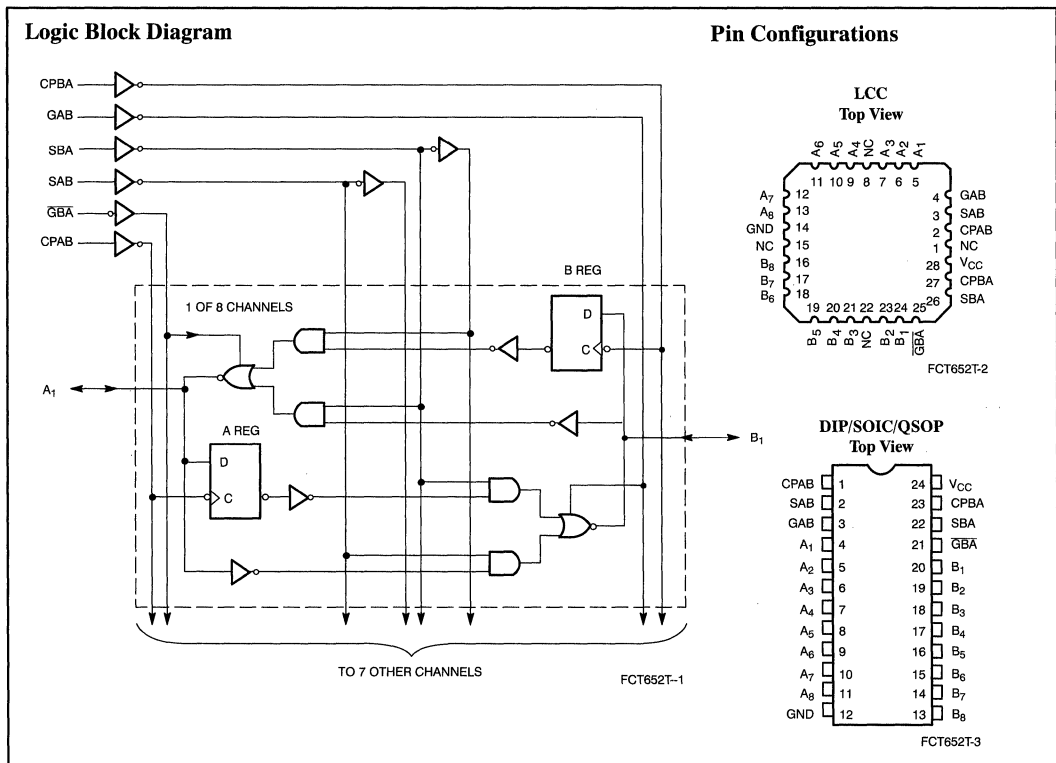 Logic Block Diagram
CPBA
GAB
SBA
SAB
GBA
CPAB
B REG
1 OF 8 CHANNELS
D
C
A₁
B₁
A REG
D
C
TO 7 OTHER CHANNELS
FCT652T--1
Pin Configurations
LCC
Top View
A₆ A₅ A₄ NC A₃ A₂ A₁
11 10 9 8 7 6 5
A₇ 12
A₈ 13
GND 14
NC 15
B₈ 16
B₇ 17
B₆ 18
4 GAB
3 SAB
2 CPAB
1 NC
28 V_CC
27 CPBA
26 SBA
19 20 21 22 23 24 25
B₅ B₄ B₃ NC B₂ B₁ GBA
FCT652T-2
DIP/SOIC/QSOP
Top View
CPAB 1 24 V_CC
SAB 2 23 CPBA
GAB 3 22 SBA
A₁ 4 21 GBA
A₂ 5 20 B₁
A₃ 6 19 B₂
A₄ 7 18 B₃
A₅ 8 17 B₄
A₆ 9 16 B₅
A₇ 10 15 B₆
A₈ 11 14 B₇
GND 12 13 B₈
FCT652T-3